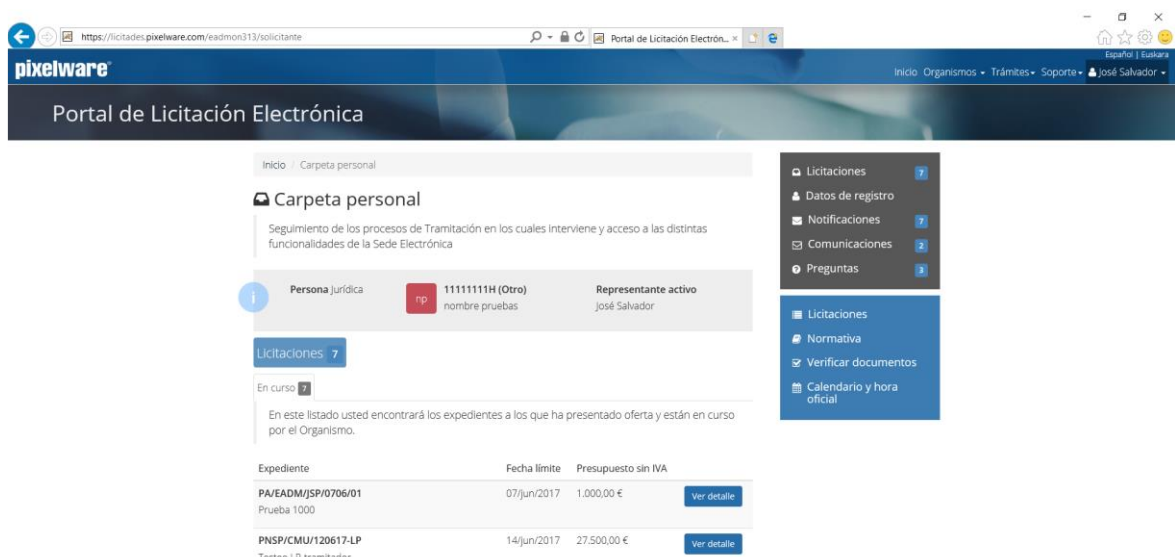 https://licitades.pixelware.com/eadmon313/solicitante
Portal de Licitación Electrón...
Español | Euskara
pixelware
Inicio Organismos Trámites Soporte José Salvador
Portal de Licitación Electrónica
Inicio / Carpeta personal
Carpeta personal
Seguimiento de los procesos de Tramitación en los cuales interviene y acceso a las distintas
funcionalidades de la Sede Electrónica
i
Persona Jurídica
np
11111111H (Otro)
nombre pruebas
Representante activo
José Salvador
Licitaciones 7
En curso 7
En este listado usted encontrará los expedientes a los que ha presentado oferta y están en curso
por el Organismo.
Expediente Fecha límite Presupuesto sin IVA
PA/EADM/JSP/0706/01 07/jun/2017 1.000,00 € Ver detalle
Prueba 1000
PNSP/CMU/120617-LP 14/jun/2017 27.500,00 € Ver detalle
Licitaciones 7
Datos de registro
Notificaciones 7
Comunicaciones 2
Preguntas 3
Licitaciones
Normativa
Verificar documentos
Calendario y hora
oficial